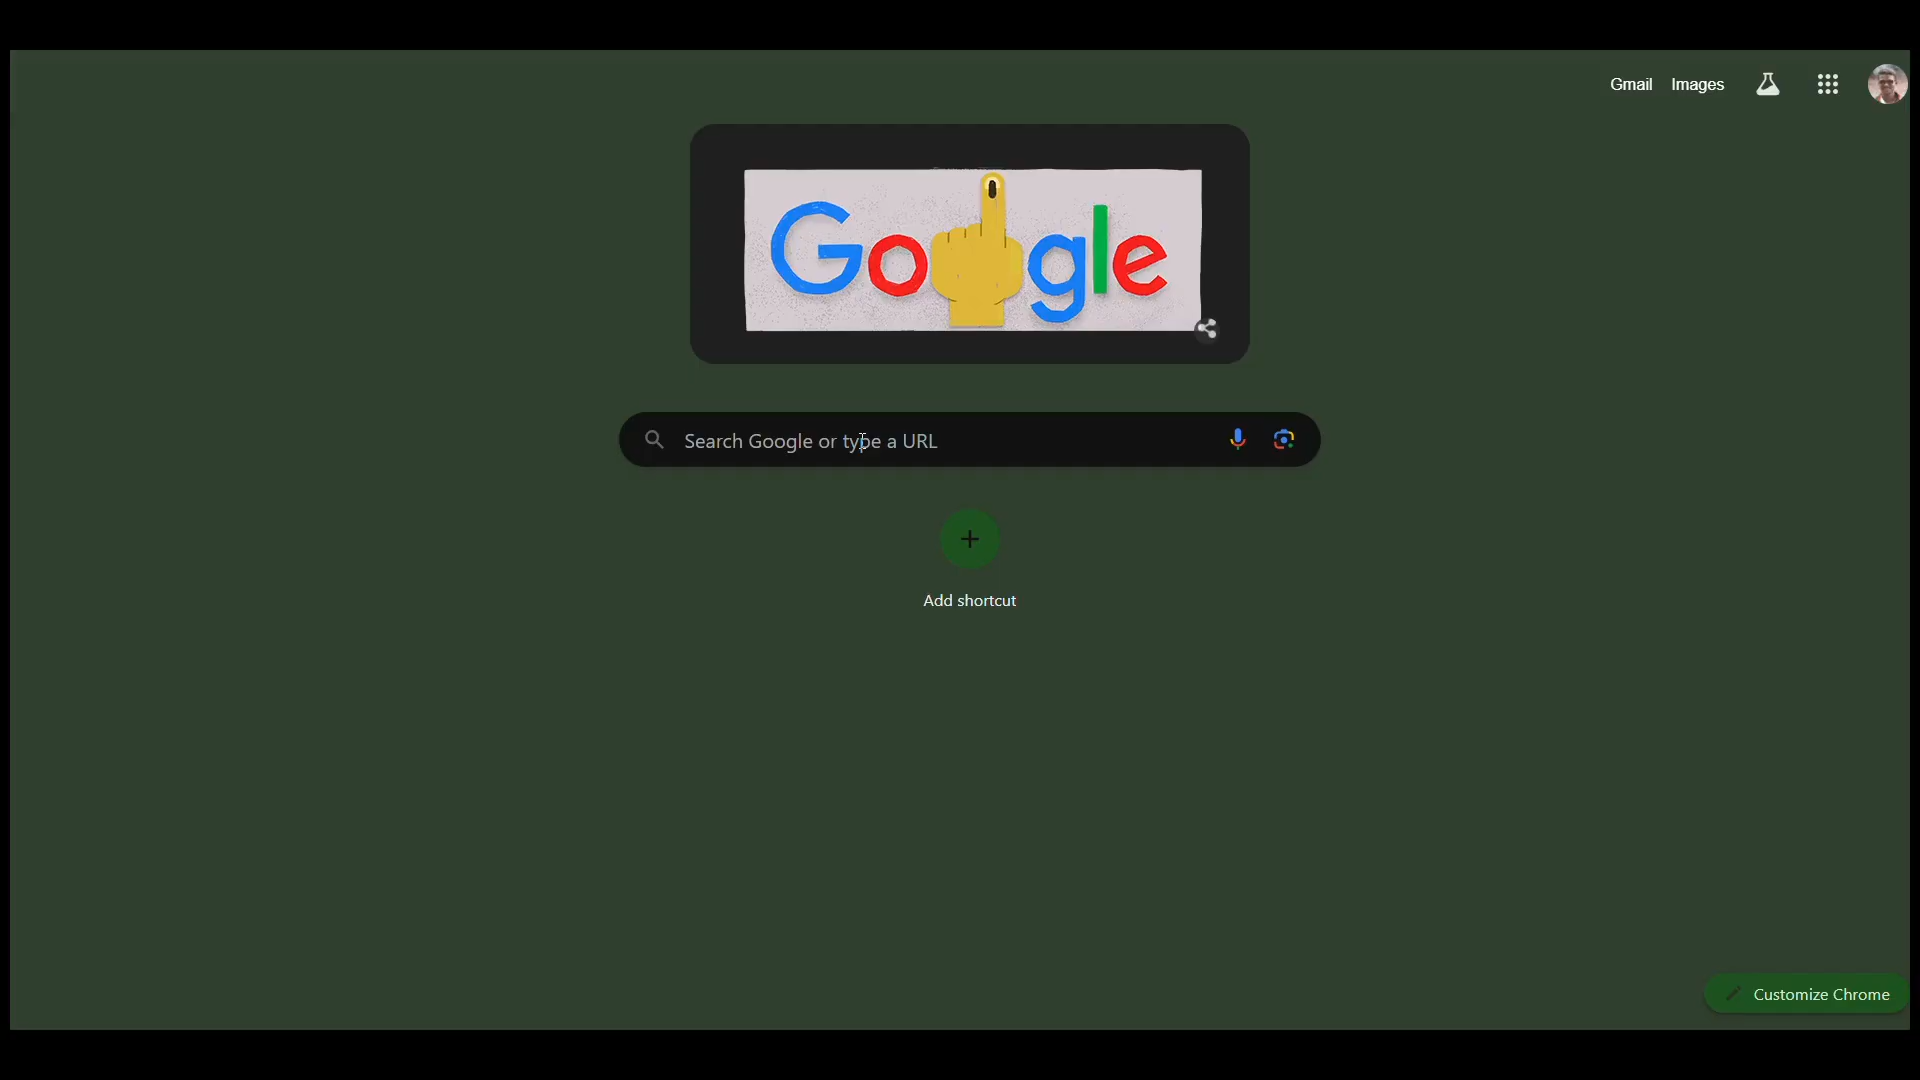 Gmail Images
Google
Search Google or type a URL
Add shortcut
Customize Chrome